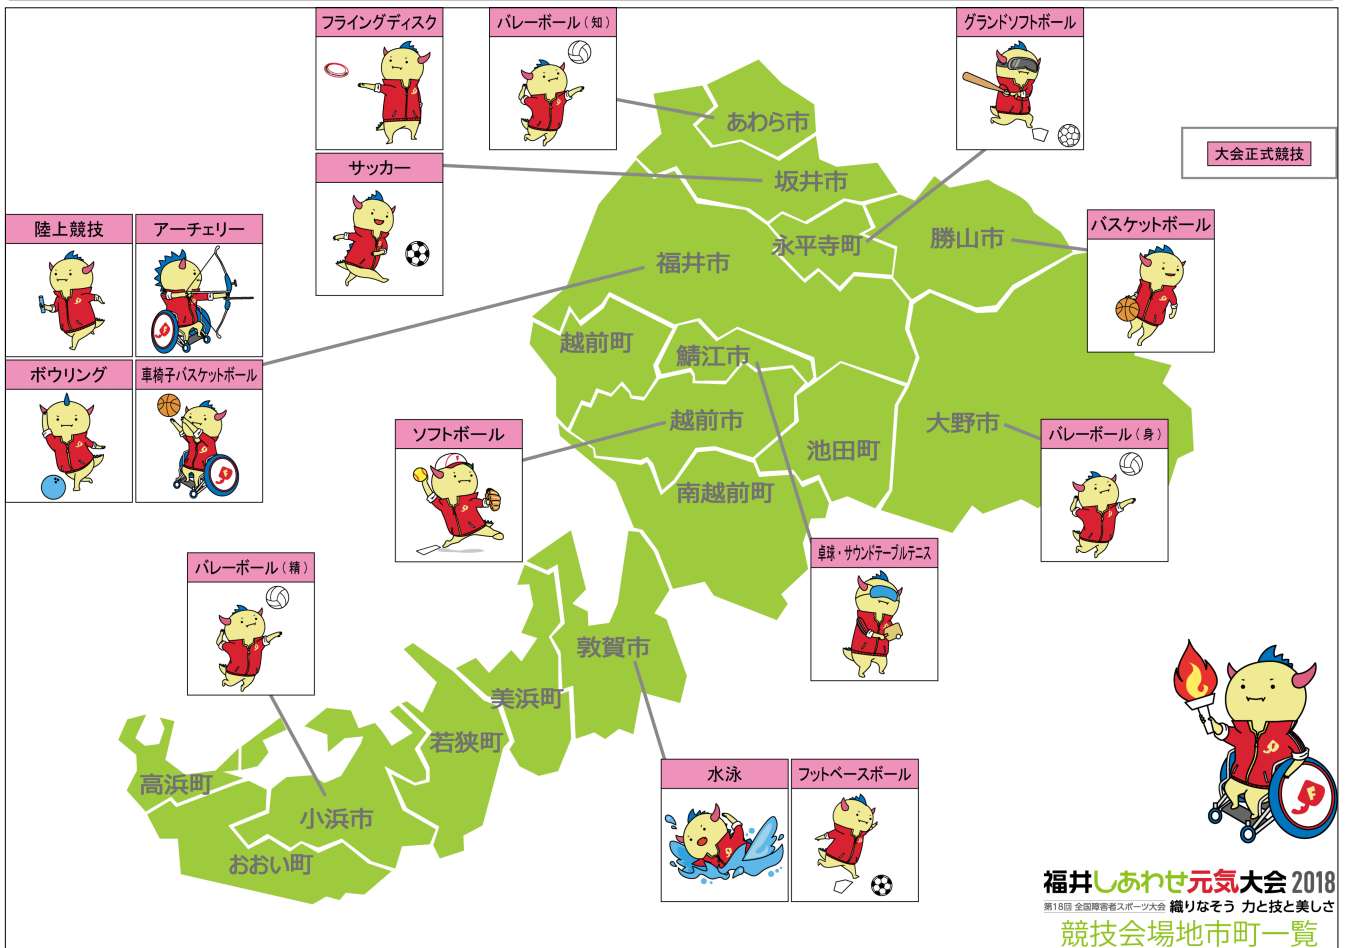 フライングディスク
バレーボール（知）
グランドソフトボール
あわら市
大会正式競技
サッカー
坂井市
陸上競技
アーチェリー
バスケットボール
永平寺町
勝山市
福井市
越前町
鯖江市
ボウリング
車椅子バスケットボール
ソフトボール
越前市
大野市
バレーボール（身）
池田町
南越前町
卓球・サウンドテーブルテニス
バレーボール（精）
敦賀市
美浜町
若狭町
高浜町
水泳
フットベースボール
小浜市
おおい町
福井しあわせ元気大会 2018
第18回 全国障害者スポーツ大会 織りなそう 力と技と美しさ
競技会場地市町一覧